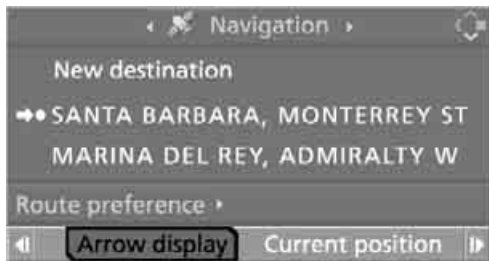 Navigation
New destination
SANTA BARBARA, MONTERREY ST
MARINA DEL REY, ADMIRALTY W
Route preference
Arrow display Current position